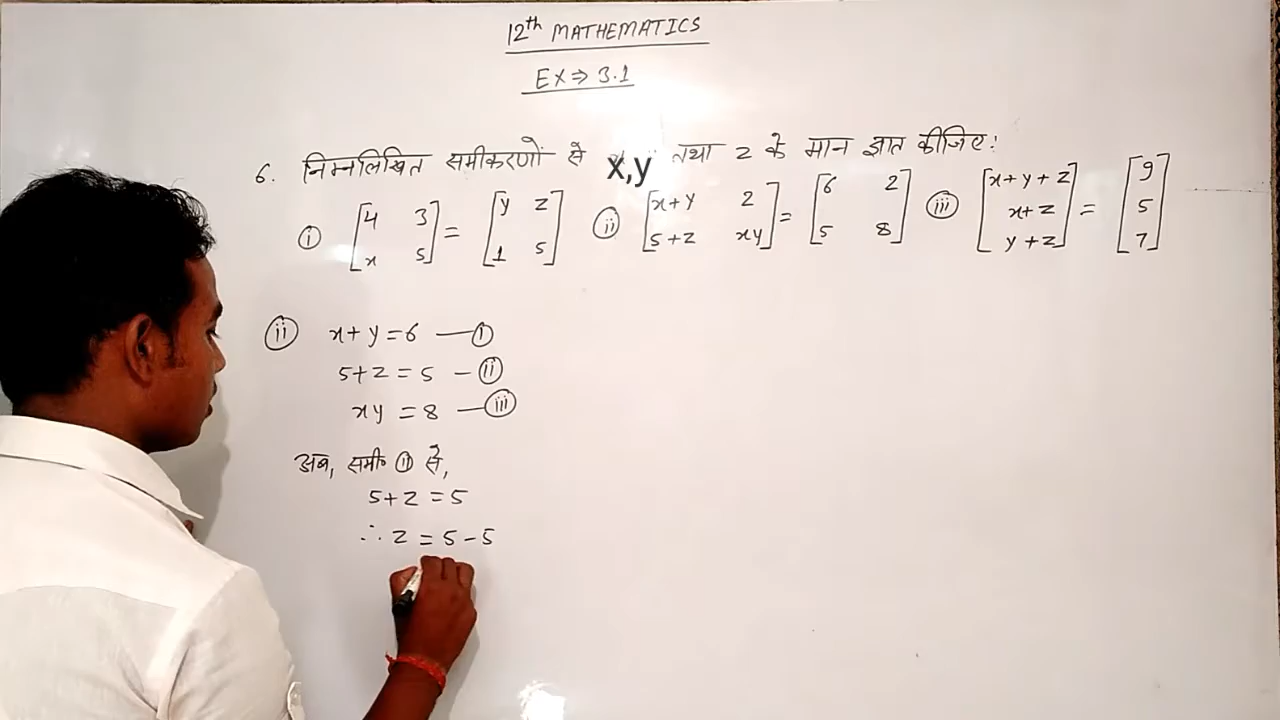 12th MATHEMATICS
EX⇒ 3.1
6. निम्नलिखित समीकरणों से x,y तथा z के मान ज्ञात कीजिए:
(i) [4 3
x 5] = [y z
1 5] (ii) [x+y 2
5+z xy] = [6 2
5 8] (iii) [x+y+z
x+z
y+z] = [9
5
7]
(ii) x+y=6 —(i)
5+z=5 —(ii)
xy=8 —(iii)
अब, समी० (ii) से,
5+z=5
∴ z=5-5